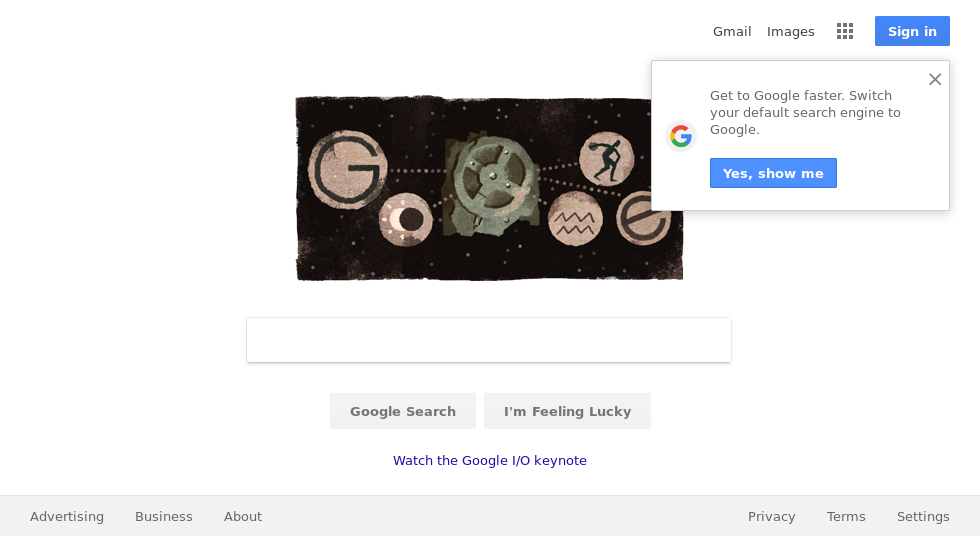 Gmail Images Sign in
Get to Google faster. Switch
your default search engine to
Google.
Yes, show me
Google Search I'm Feeling Lucky
Watch the Google I/O keynote
Advertising Business About Privacy Terms Settings